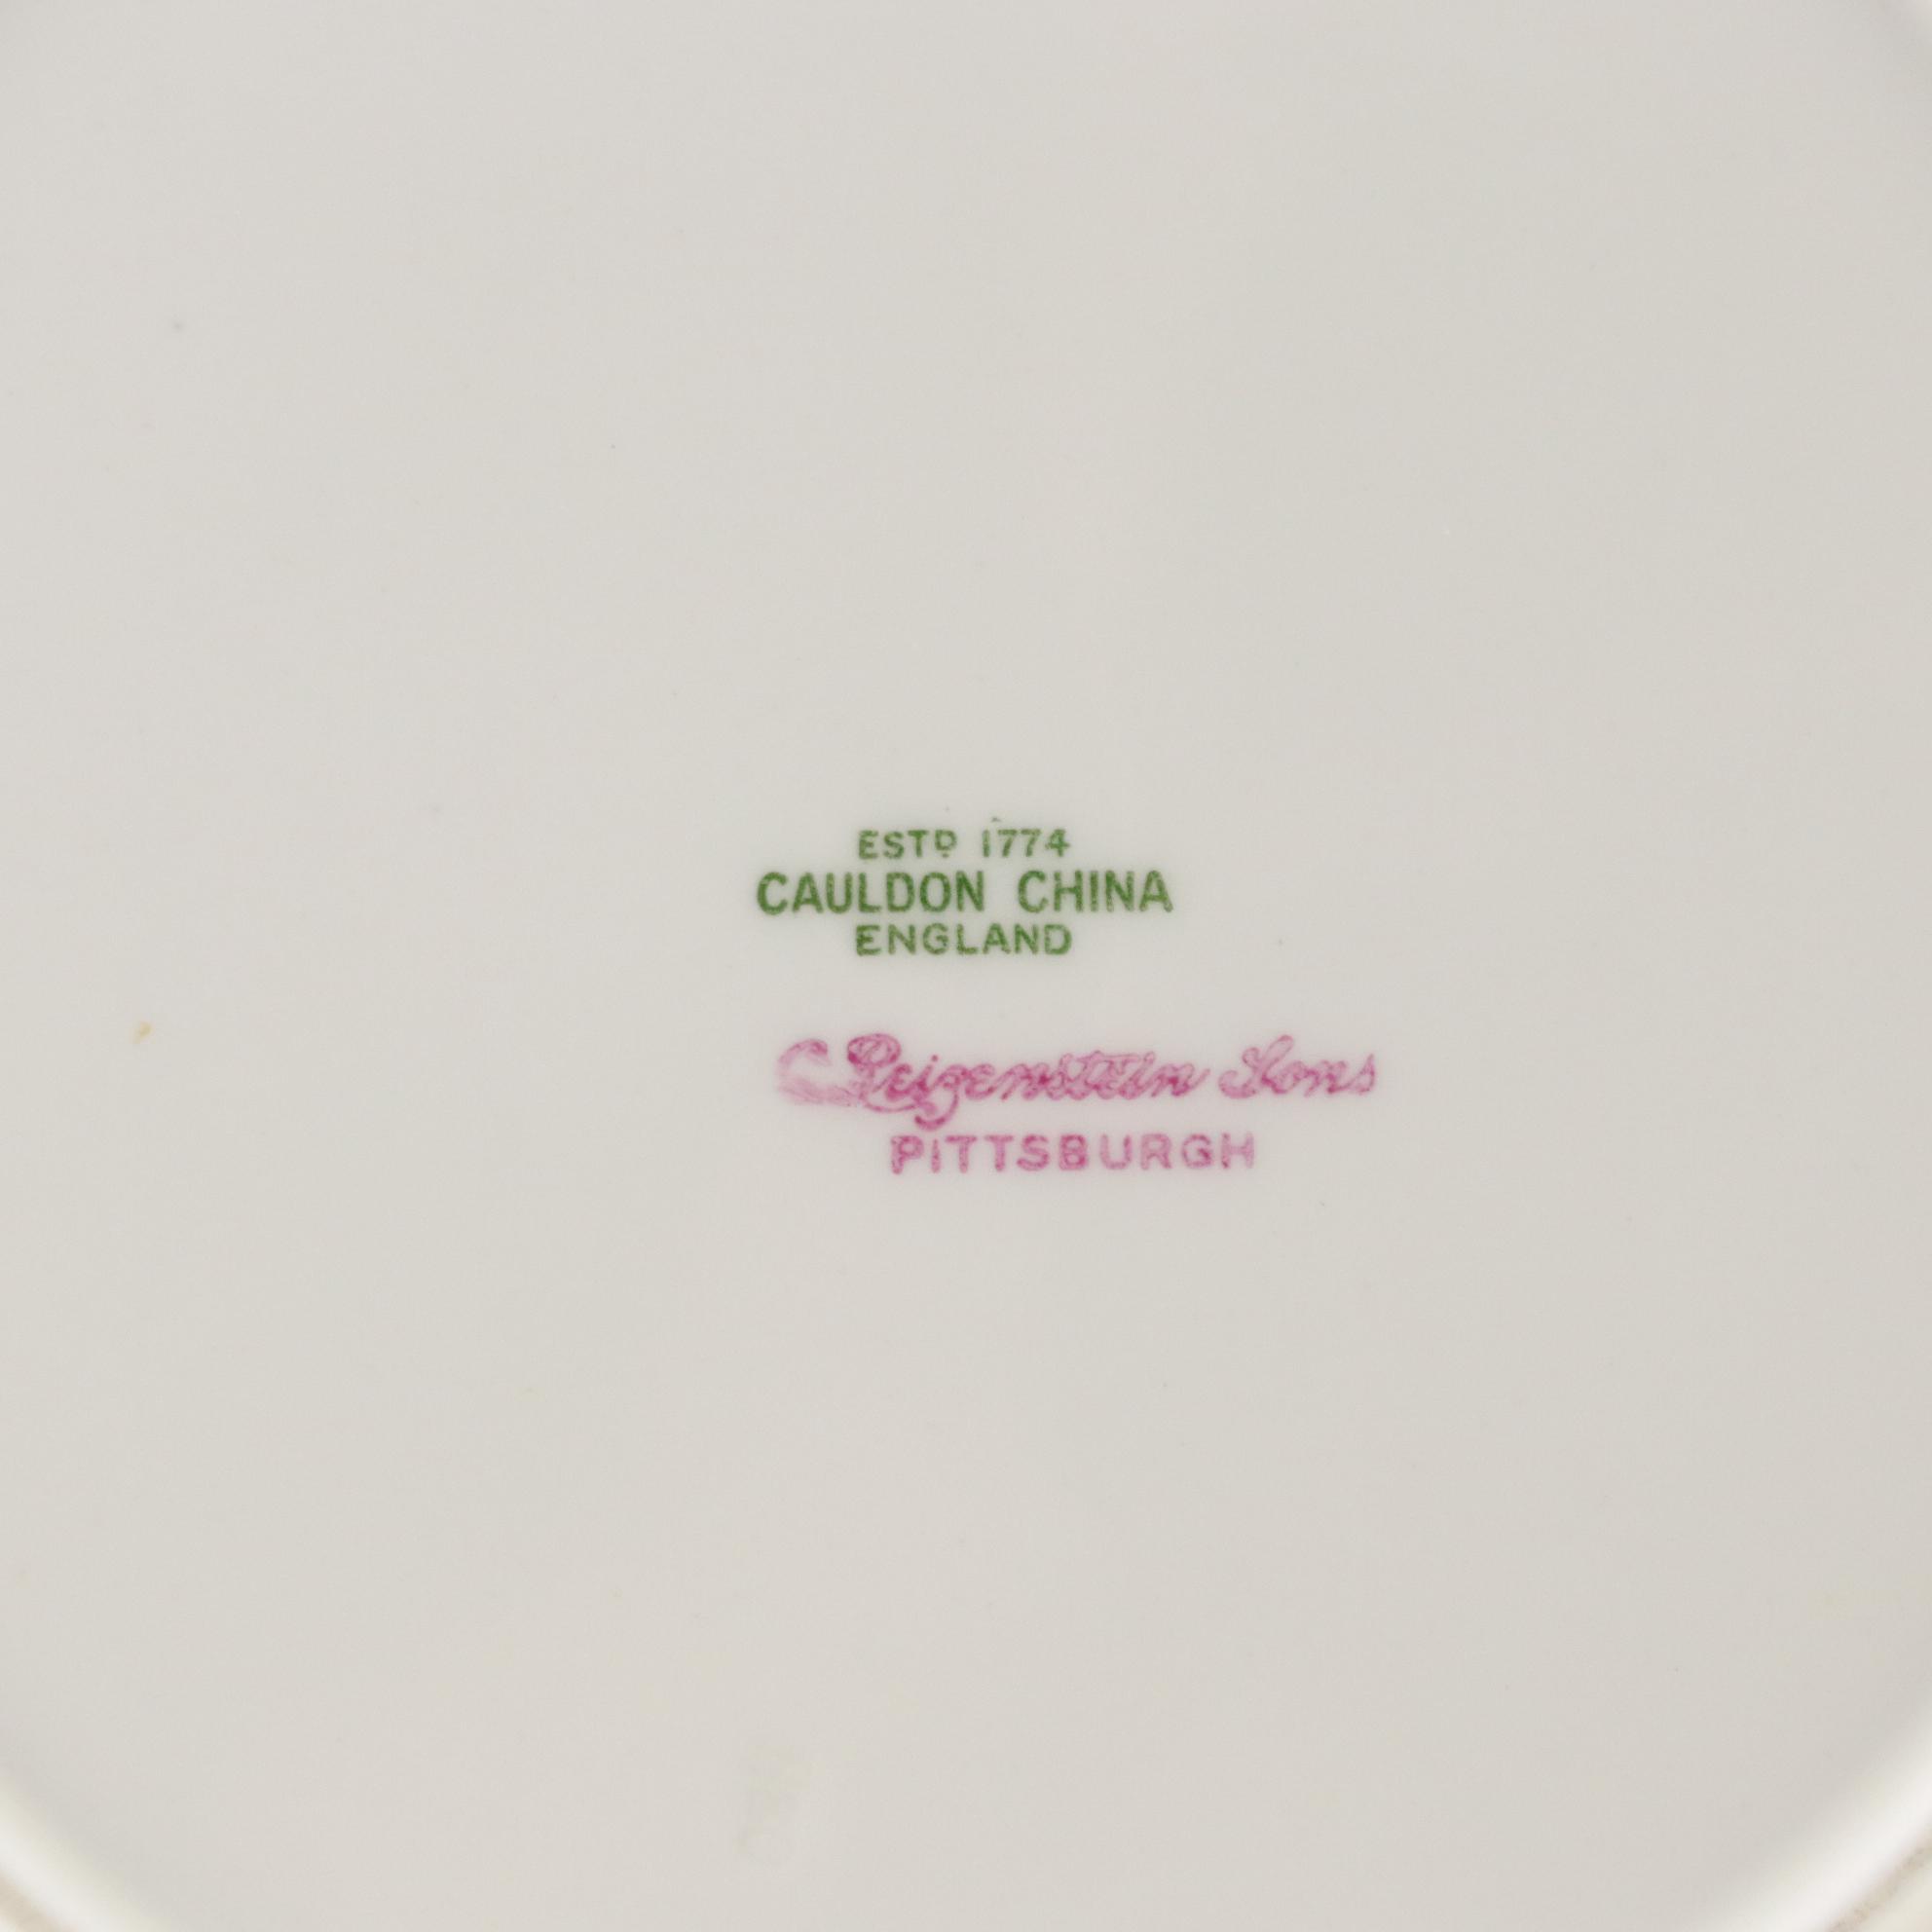 ESTD 1774
CAULDON CHINA
ENGLAND
C Reizenstein Sons
PITTSBURGH